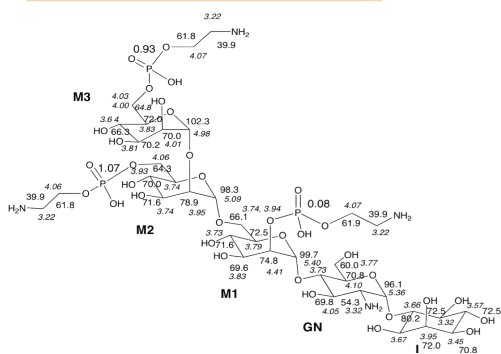 3.22
NH2
0.93
61.8
39.9
4.07
O
P
O
OH
4.03
4.00
64.8
M3
HO
O
102.3
3.64
72.0
HO
66.3
3.83
70.0
4.98
HO
3.81
70.2
4.01
O
1.07
4.06
O
64.3
3.93
4.06
39.9
61.8
H2N
3.22
OH
HO
70.0
3.74
HO
71.6
3.74
78.9
3.95
98.3
5.09
M2
O
66.1
3.74, 3.94
0.08
4.07
39.9
NH2
61.9
3.22
OH
3.73
HO
71.6
72.5
3.79
HO
69.6
3.83
74.8
4.41
99.7
5.40
M1
HO
60.0
3.77
3.73
70.8
4.10
HO
69.8
4.05
54.3
3.32
NH2
96.1
5.36
GN
O
3.66
80.2
OH
72.5
OH
3.57
72.5
3.32
OH
HO
3.67
3.95
72.0
OH
3.45
70.8
I